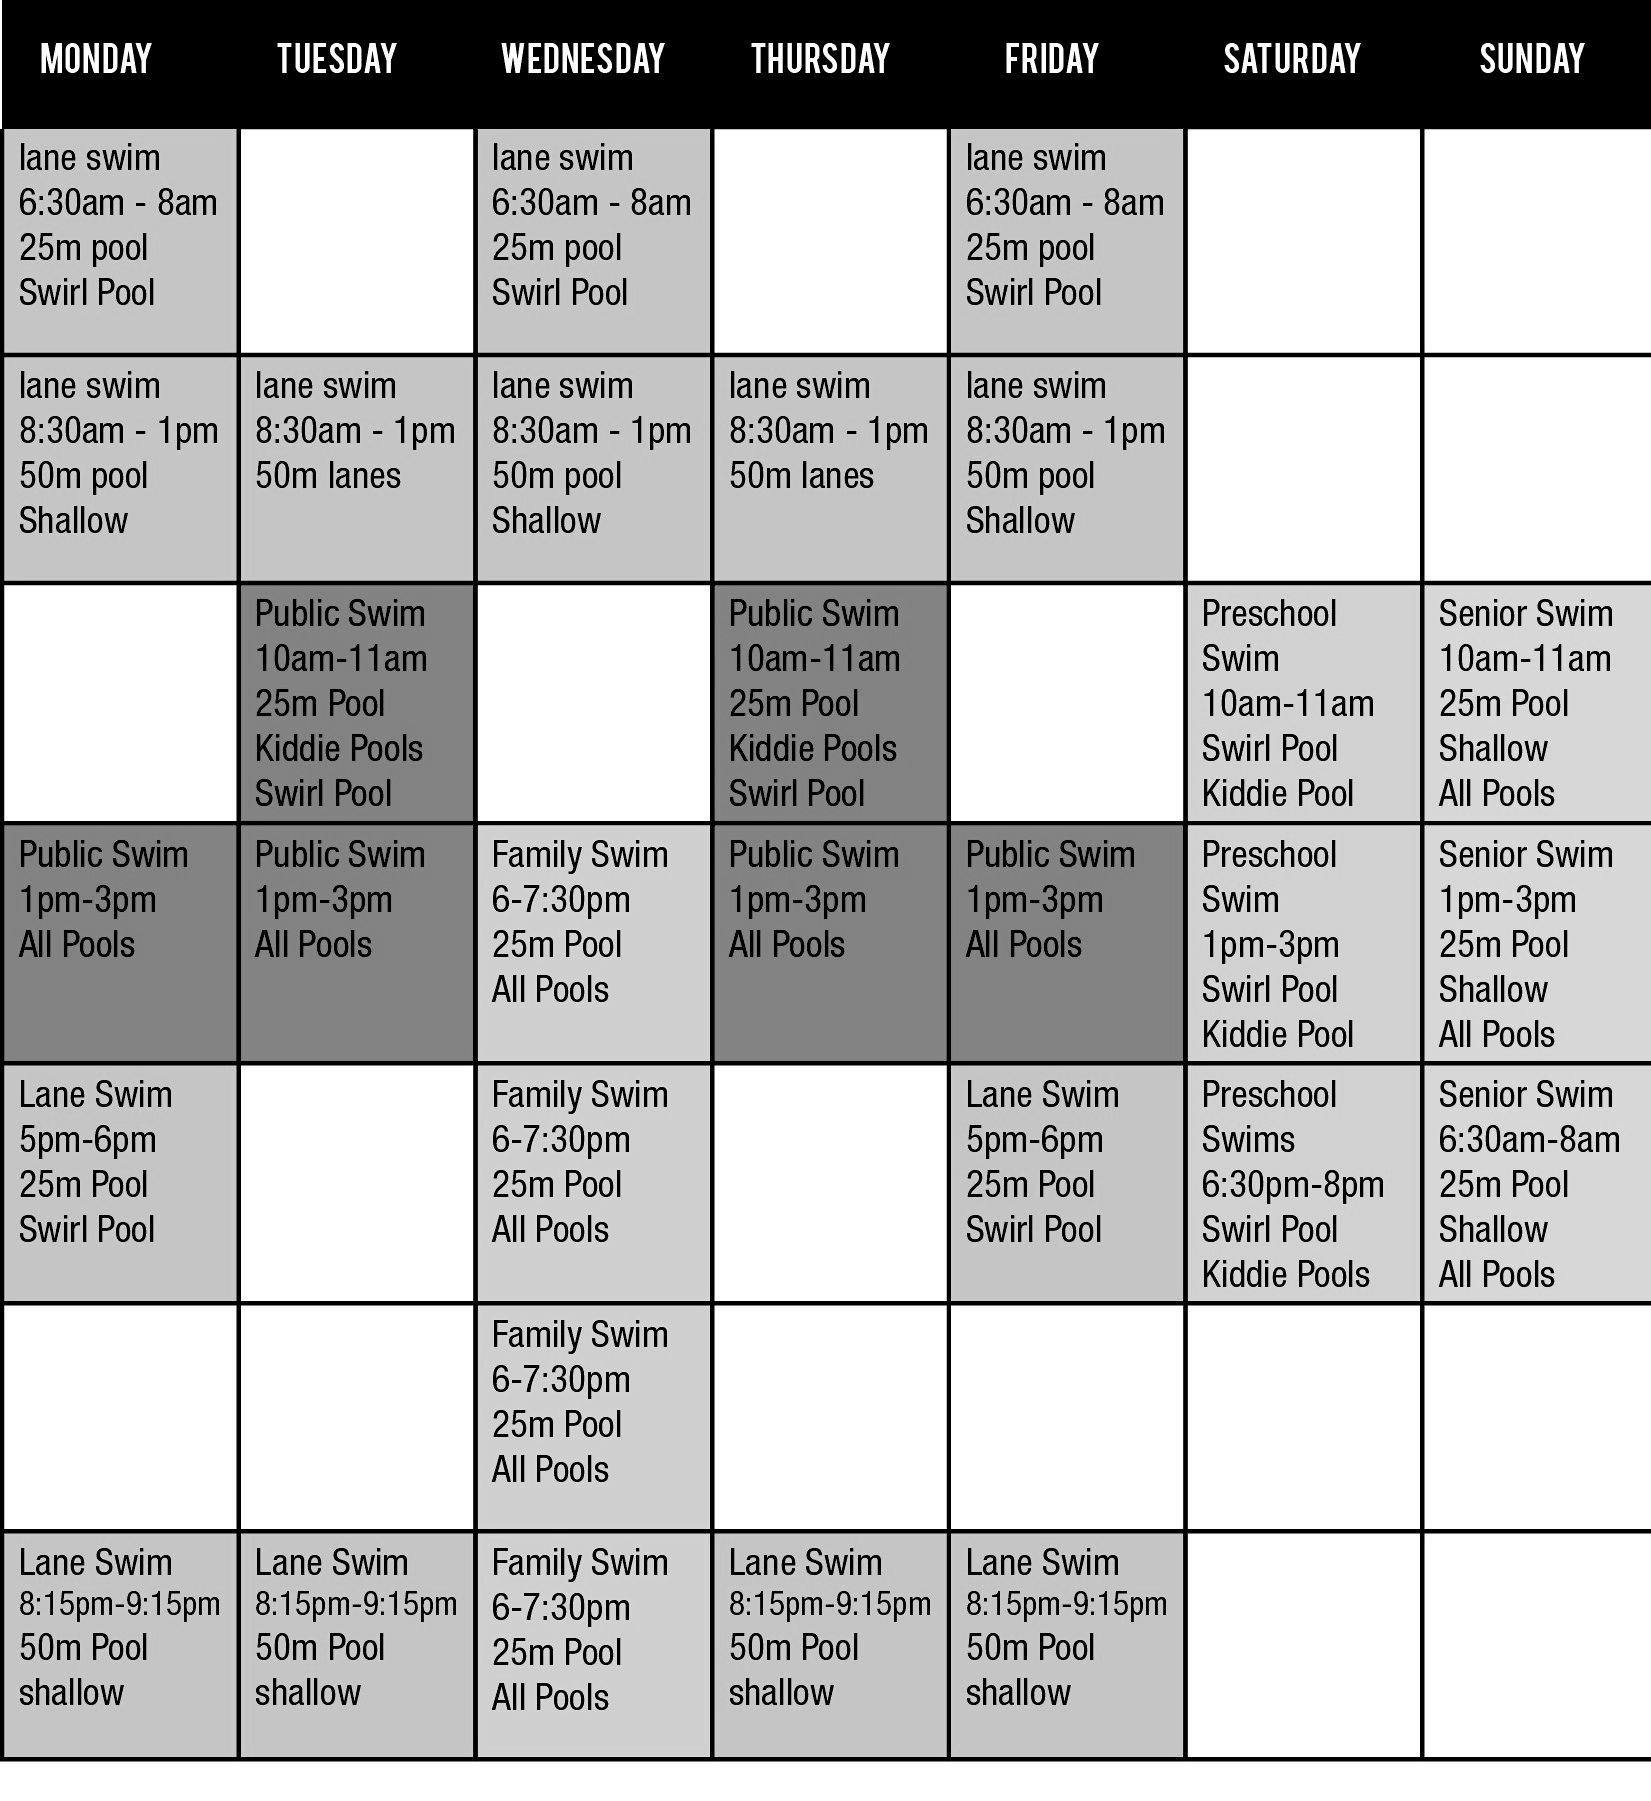 MONDAY TUESDAY WEDNESDAY THURSDAY FRIDAY SATURDAY SUNDAY
lane swim
6:30am - 8am
25m pool
Swirl Pool
lane swim
6:30am - 8am
25m pool
Swirl Pool
lane swim
6:30am - 8am
25m pool
Swirl Pool
lane swim
8:30am - 1pm
50m pool
Shallow
lane swim
8:30am - 1pm
50m lanes
lane swim
8:30am - 1pm
50m pool
Shallow
lane swim
8:30am - 1pm
50m lanes
lane swim
8:30am - 1pm
50m pool
Shallow
Public Swim
10am-11am
25m Pool
Kiddie Pools
Swirl Pool
Public Swim
10am-11am
25m Pool
Kiddie Pools
Swirl Pool
Preschool
Swim
10am-11am
Swirl Pool
Kiddie Pool
Senior Swim
10am-11am
25m Pool
Shallow
All Pools
Public Swim
1pm-3pm
All Pools
Public Swim
1pm-3pm
All Pools
Family Swim
6-7:30pm
25m Pool
All Pools
Public Swim
1pm-3pm
All Pools
Public Swim
1pm-3pm
All Pools
Preschool
Swim
1pm-3pm
Swirl Pool
Kiddie Pool
Senior Swim
1pm-3pm
25m Pool
Shallow
All Pools
Lane Swim
5pm-6pm
25m Pool
Swirl Pool
Family Swim
6-7:30pm
25m Pool
All Pools
Lane Swim
5pm-6pm
25m Pool
Swirl Pool
Preschool
Swims
6:30pm-8pm
Swirl Pool
Kiddie Pools
Senior Swim
6:30am-8am
25m Pool
Shallow
All Pools
Family Swim
6-7:30pm
25m Pool
All Pools
Lane Swim
8:15pm-9:15pm
50m Pool
shallow
Lane Swim
8:15pm-9:15pm
50m Pool
shallow
Family Swim
6-7:30pm
25m Pool
All Pools
Lane Swim
8:15pm-9:15pm
50m Pool
shallow
Lane Swim
8:15pm-9:15pm
50m Pool
shallow